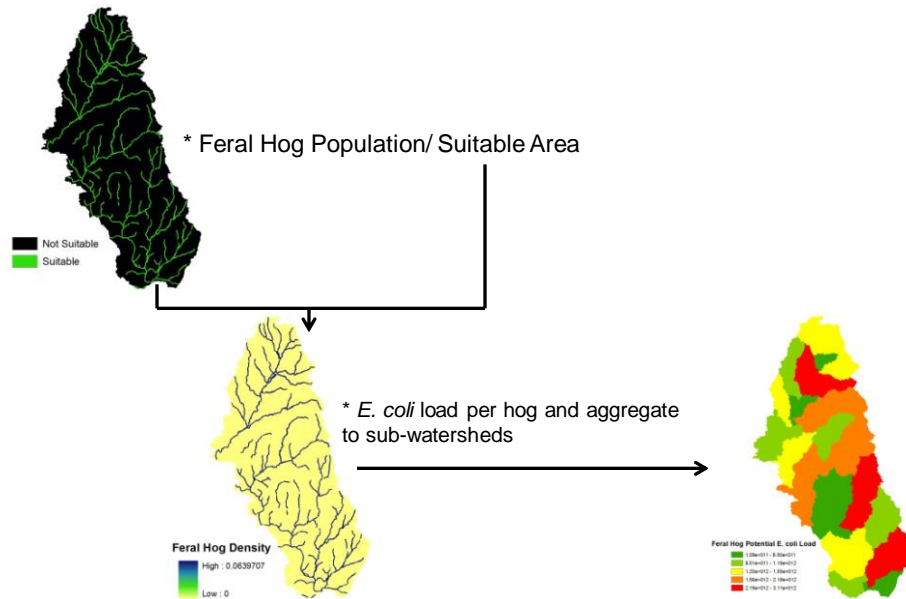 * Feral Hog Population/ Suitable Area
Not Suitable
Suitable
* E. coli load per hog and aggregate
to sub-watersheds
Feral Hog Density
High : 0.0639707
Low : 0
Feral Hog Potential E. coli Load